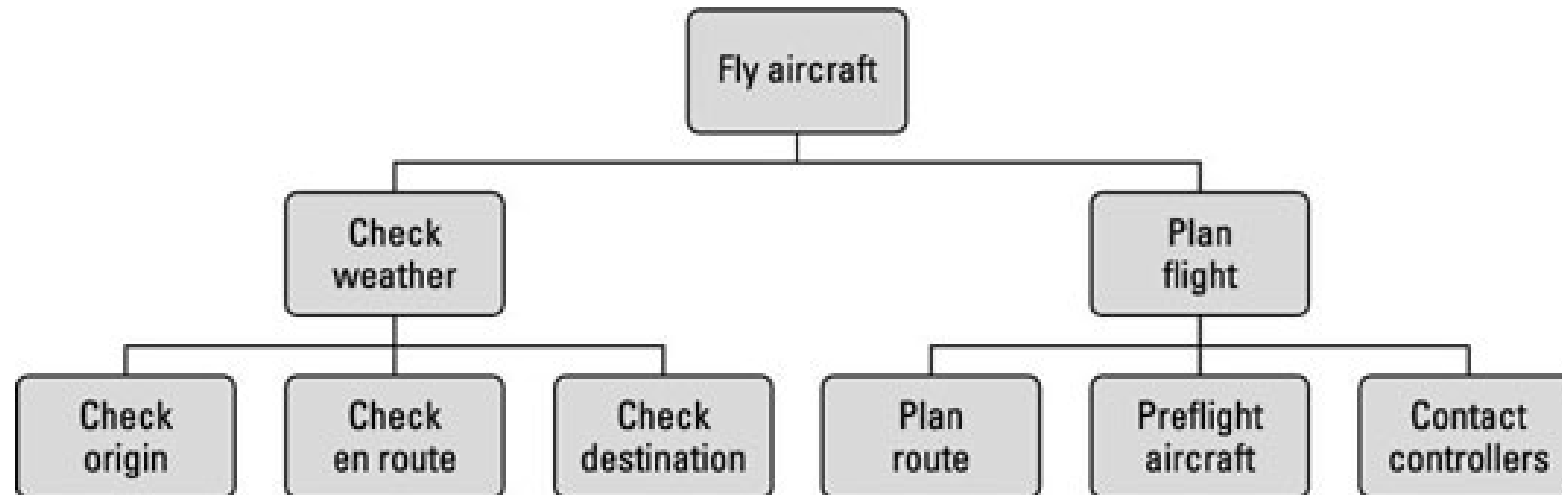 Fly aircraft
Check
weather
Plan
flight
Check
origin
Check
en route
Check
destination
Plan
route
Preflight
aircraft
Contact
controllers